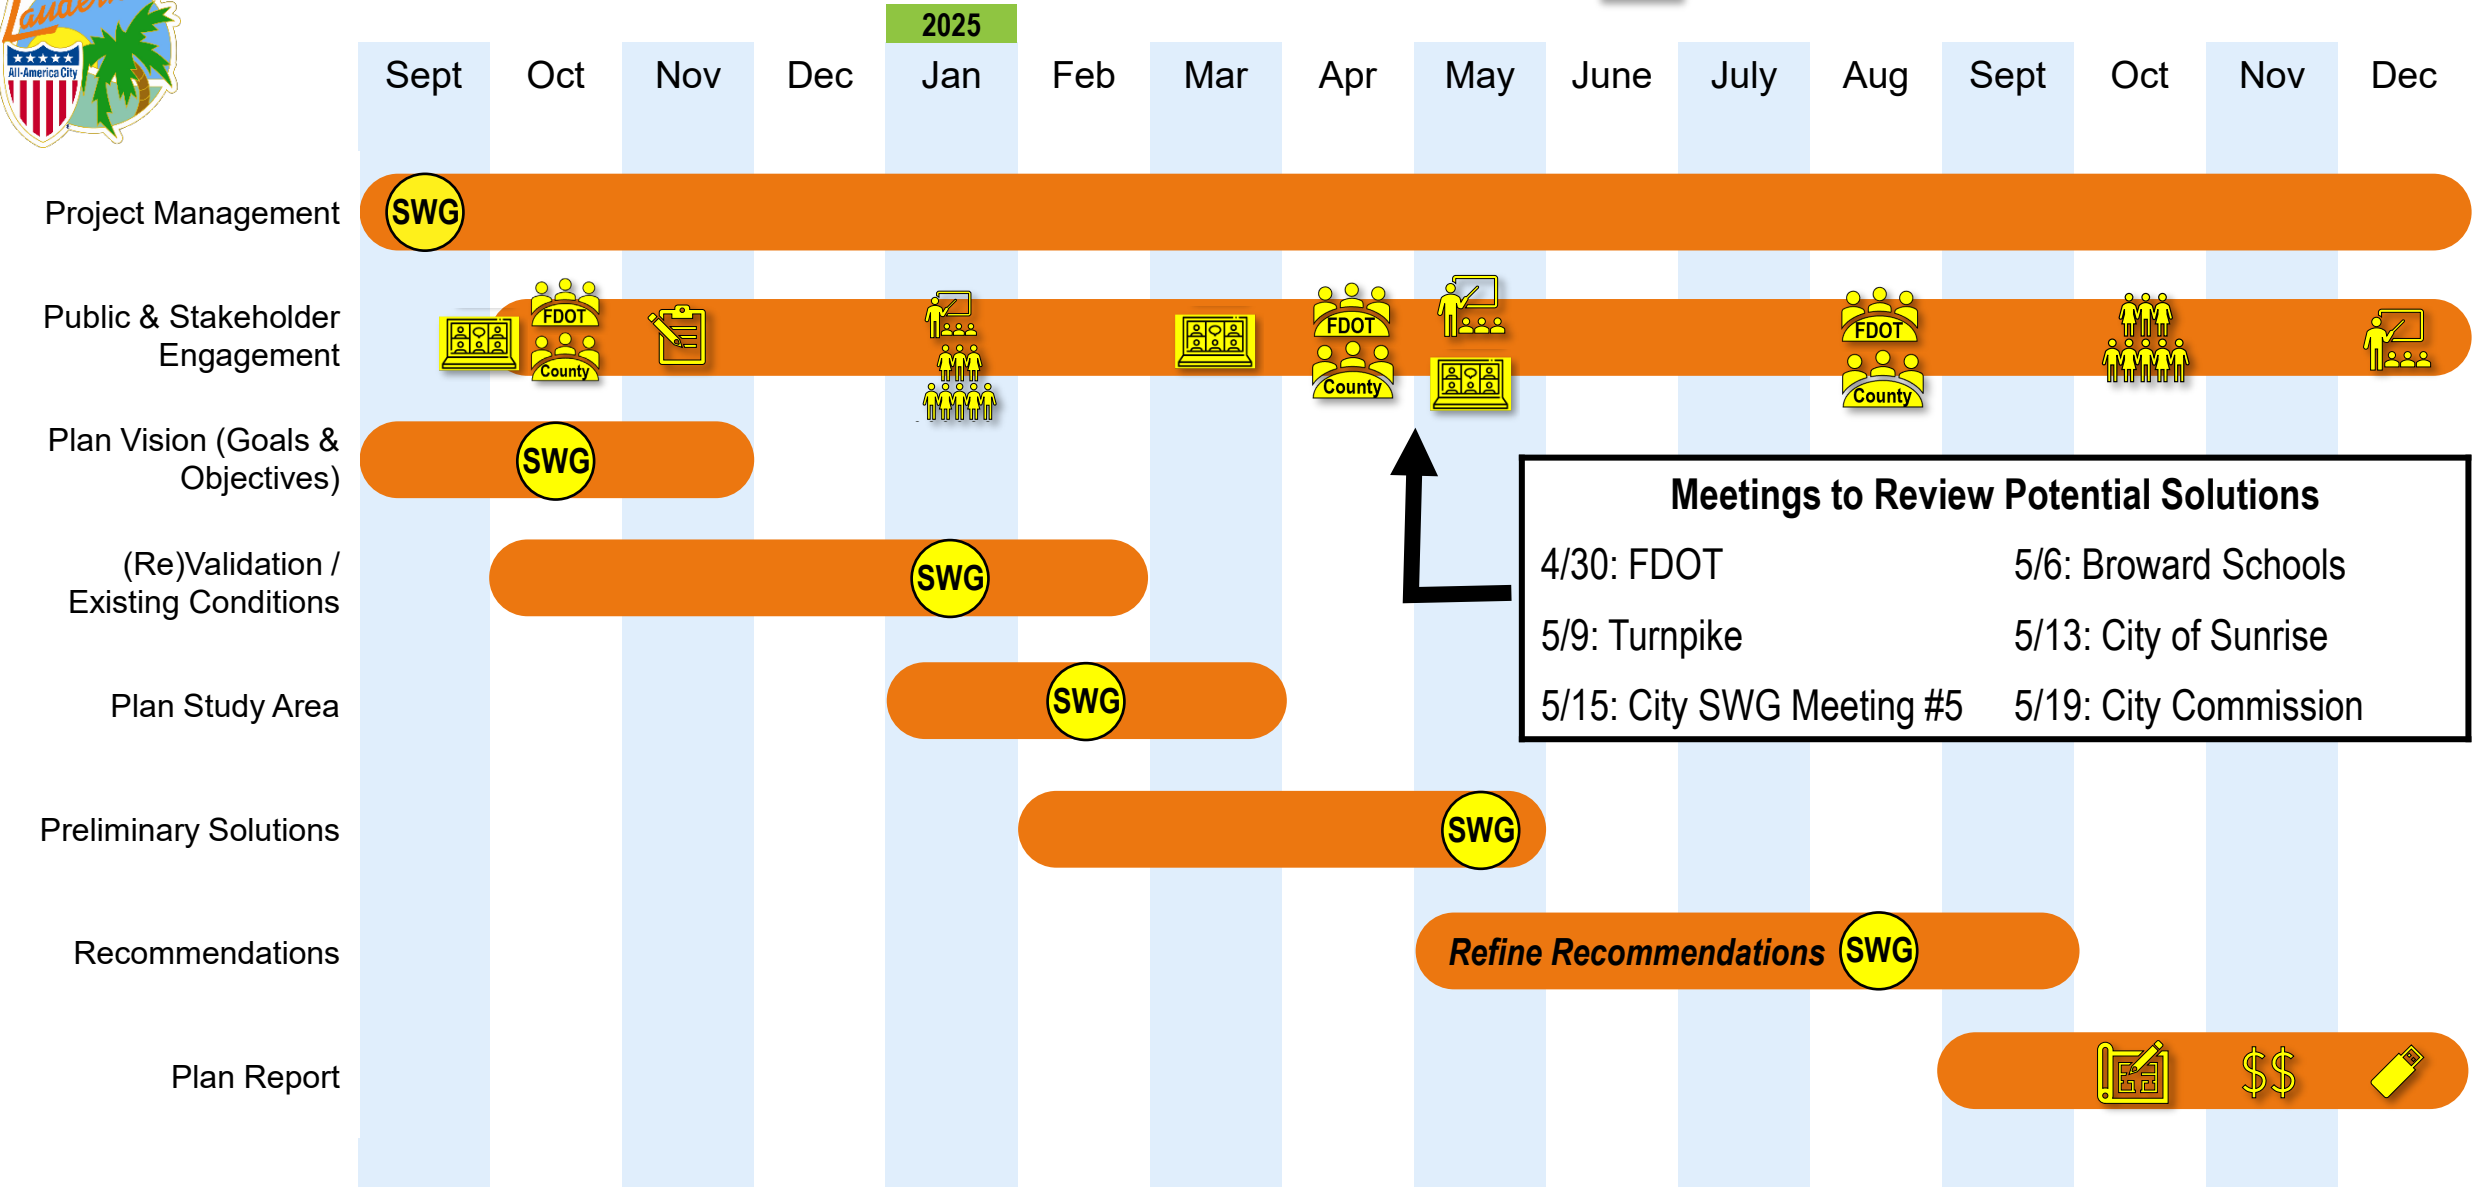 All-America City
2025
Sept Oct Nov Dec Jan Feb Mar Apr May June July Aug Sept Oct Nov Dec
Project Management
SWG
Public & Stakeholder
Engagement
FDOT
County
FDOT
County
FDOT
County
Plan Vision (Goals &
Objectives)
SWG
Meetings to Review Potential Solutions
4/30: FDOT 5/6: Broward Schools
5/9: Turnpike 5/13: City of Sunrise
5/15: City SWG Meeting #5 5/19: City Commission
(Re)Validation /
Existing Conditions
SWG
Plan Study Area
SWG
Preliminary Solutions
SWG
Recommendations
Refine Recommendations SWG
Plan Report
$$